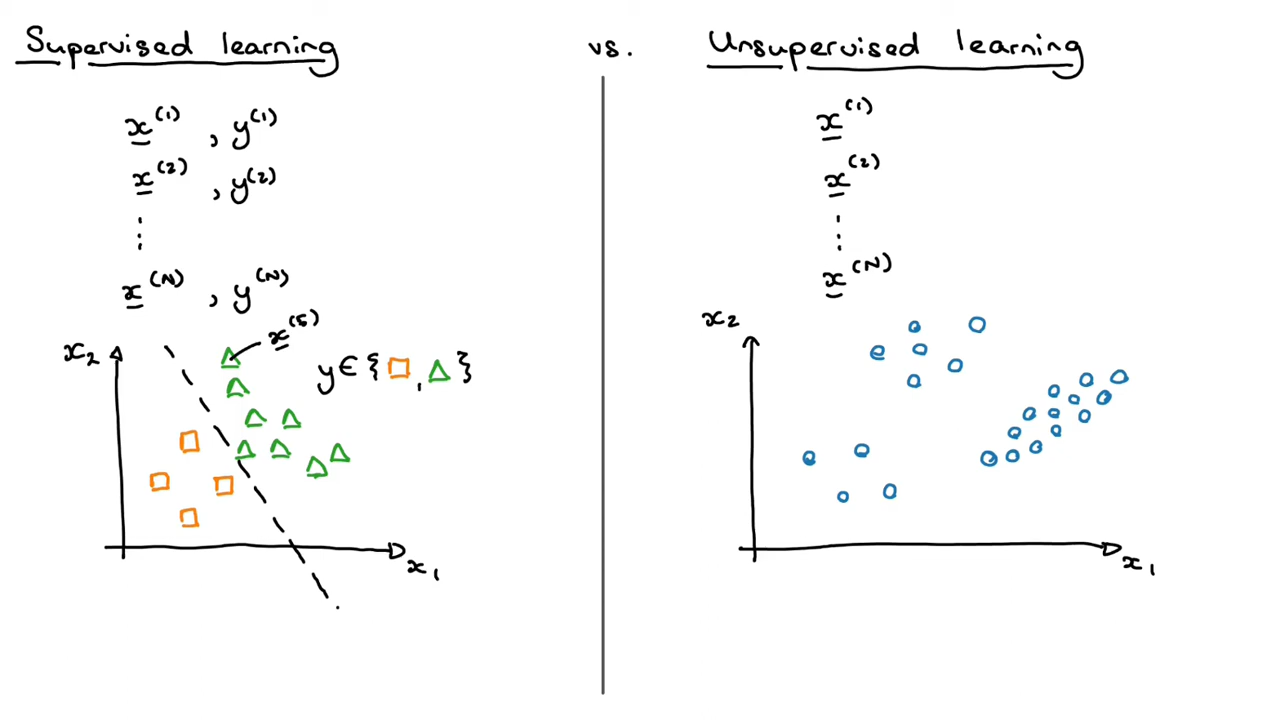 Supervised learning vs. Unsupervised learning
x^(1), y^(1)
x^(2), y^(2)
⋮
x^(N), y^(N)
x^(5)
y ∈ {□, △}
x₂
x₁
x^(1)
x^(2)
⋮
x^(N)
x₂
x₁